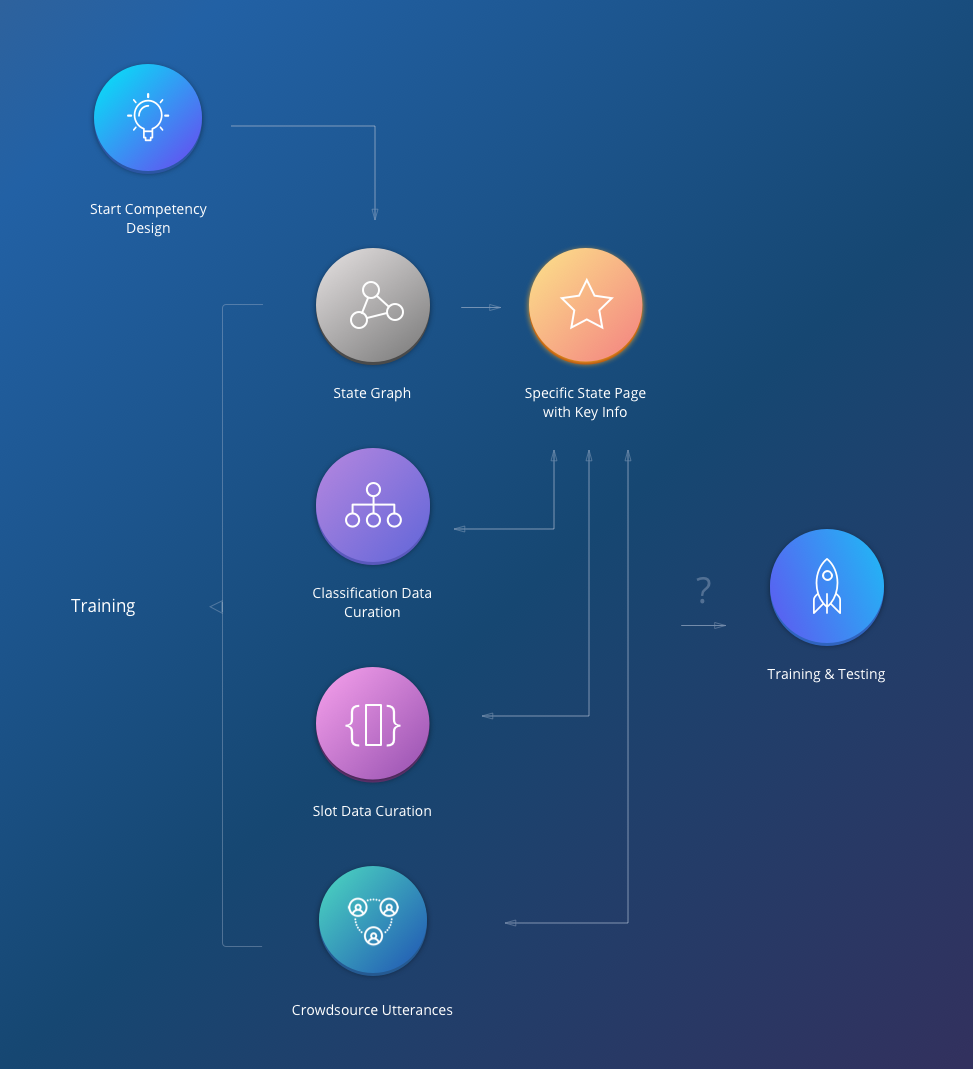 Start Competency
Design
State Graph
Specific State Page
with Key Info
Classification Data
Curation
Training
?
Training & Testing
Slot Data Curation
Crowdsource Utterances